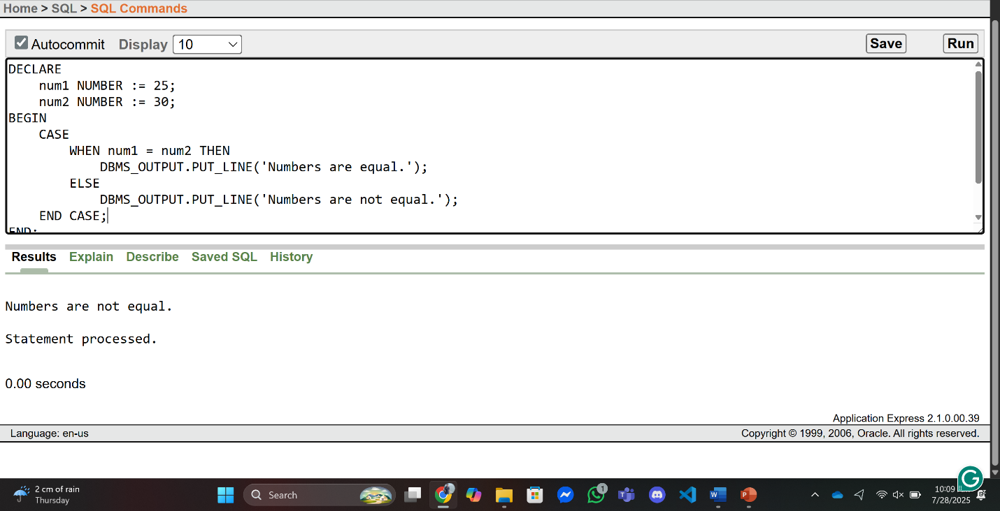 Home > SQL > SQL Commands
Autocommit Display 10 Save Run
DECLARE
    num1 NUMBER := 25;
    num2 NUMBER := 30;
BEGIN
    CASE
        WHEN num1 = num2 THEN
            DBMS_OUTPUT.PUT_LINE('Numbers are equal.');
        ELSE
            DBMS_OUTPUT.PUT_LINE('Numbers are not equal.');
    END CASE;
END;
Results Explain Describe Saved SQL History
Numbers are not equal.
Statement processed.
0.00 seconds
Application Express 2.1.0.00.39
Language: en-us Copyright © 1999, 2006, Oracle. All rights reserved.
2 cm of rain
Thursday
Search
1
10:09
7/28/2025